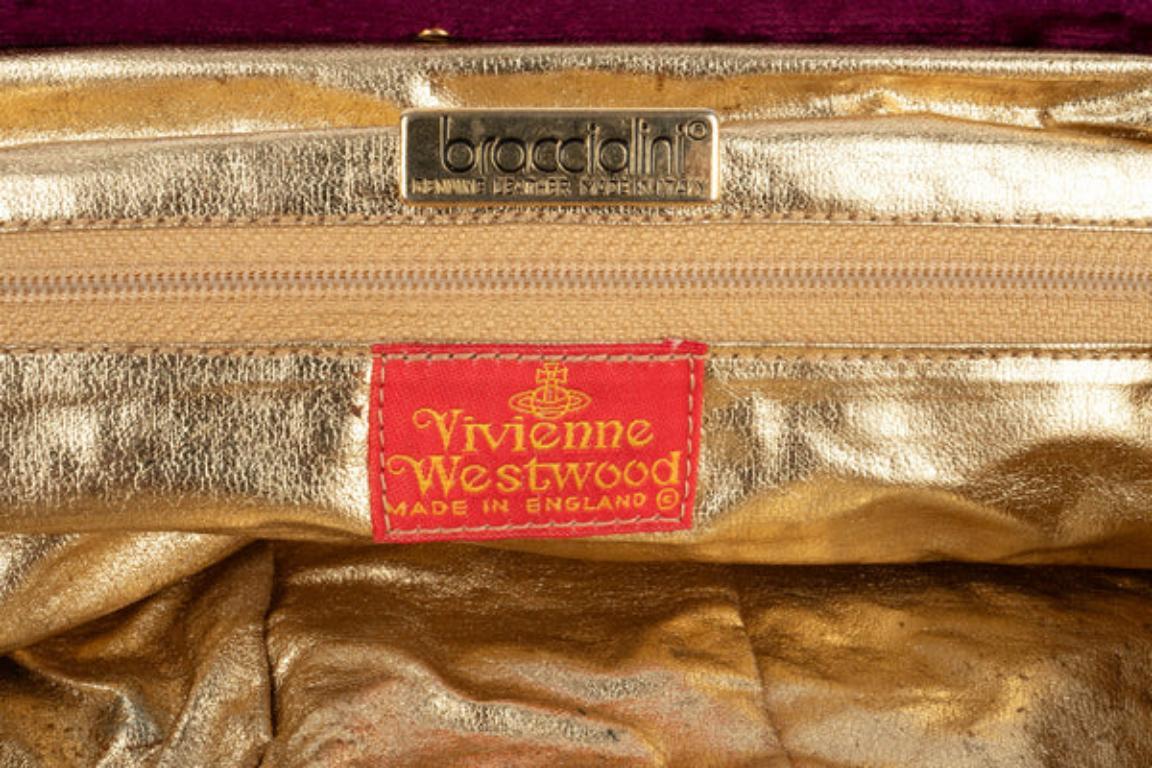 braccialini©
GENUINE LEATHER MADE IN ITALY
Vivienne
Westwood
MADE IN ENGLAND ©